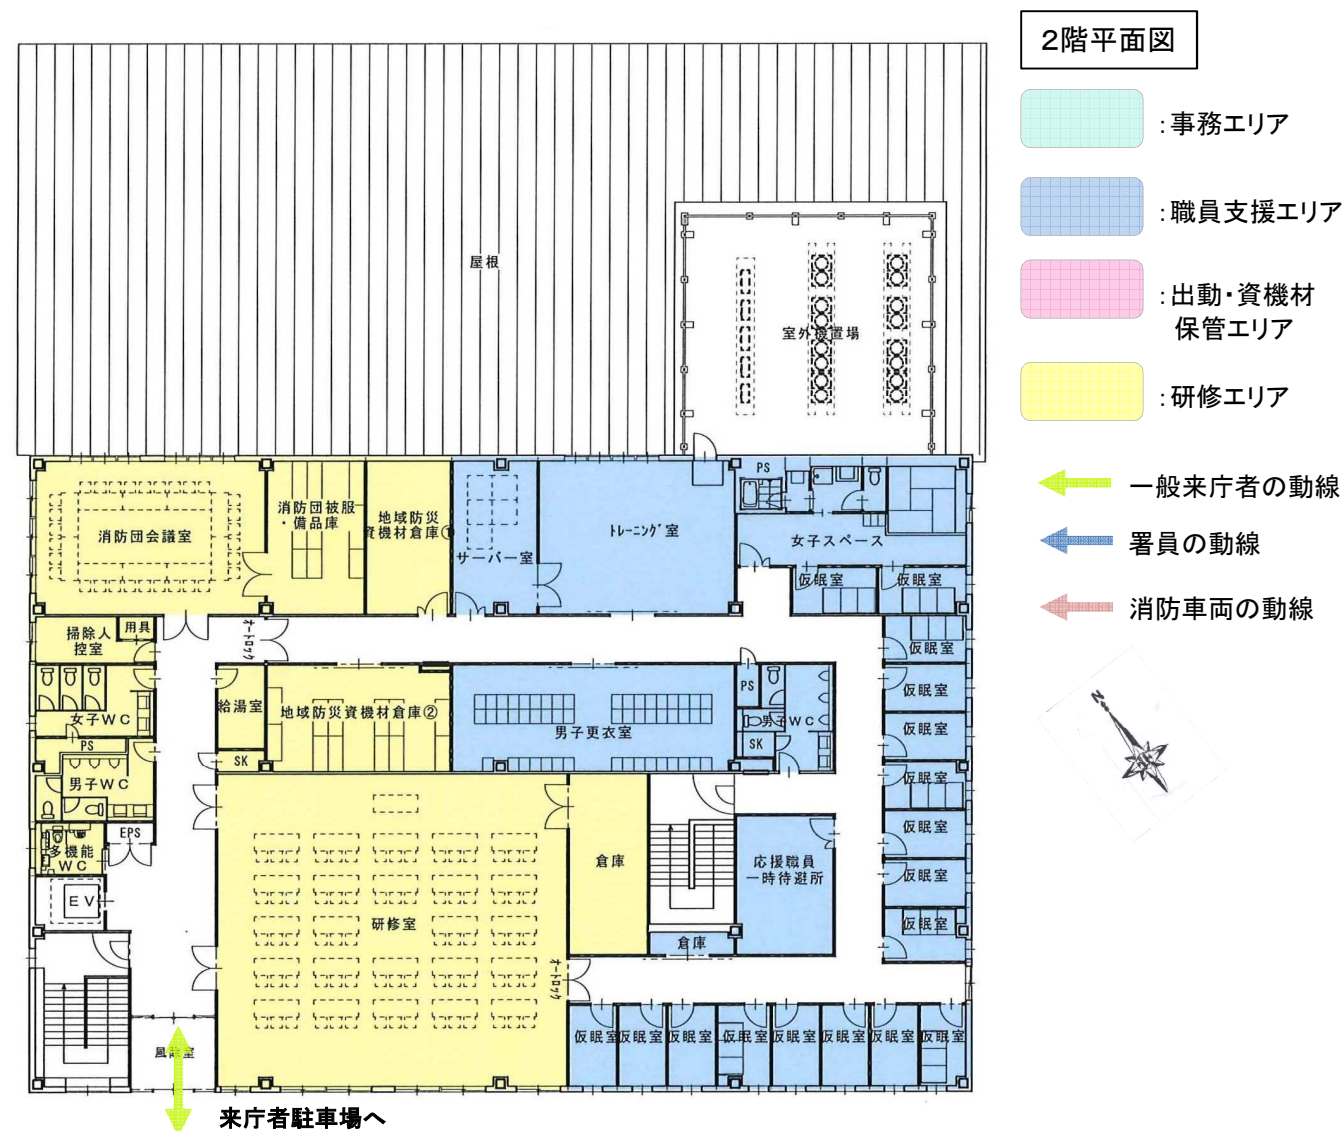 2階平面図
:事務エリア
:職員支援エリア
:出動・資機材
保管エリア
:研修エリア
一般来庁者の動線
署員の動線
消防車両の動線
N
屋根
室外機置場
消防団会議室
消防団被服
・備品庫
地域防災
資機材倉庫①
サーバー室
トレーニング室
PS
女子スペース
仮眠室
仮眠室
掃除人
控室
用具
オートロック
仮眠室
女子WC
給湯室
地域防災資機材倉庫②
男子更衣室
PS
男子WC
SK
仮眠室
仮眠室
PS
SK
男子WC
仮眠室
EPS
多機能
WC
EV
研修室
倉庫
応援職員
一時待避所
仮眠室
仮眠室
仮眠室
倉庫
オートロック
風除室
仮眠室
仮眠室
仮眠室
仮眠室
仮眠室
仮眠室
仮眠室
仮眠室
来庁者駐車場へ